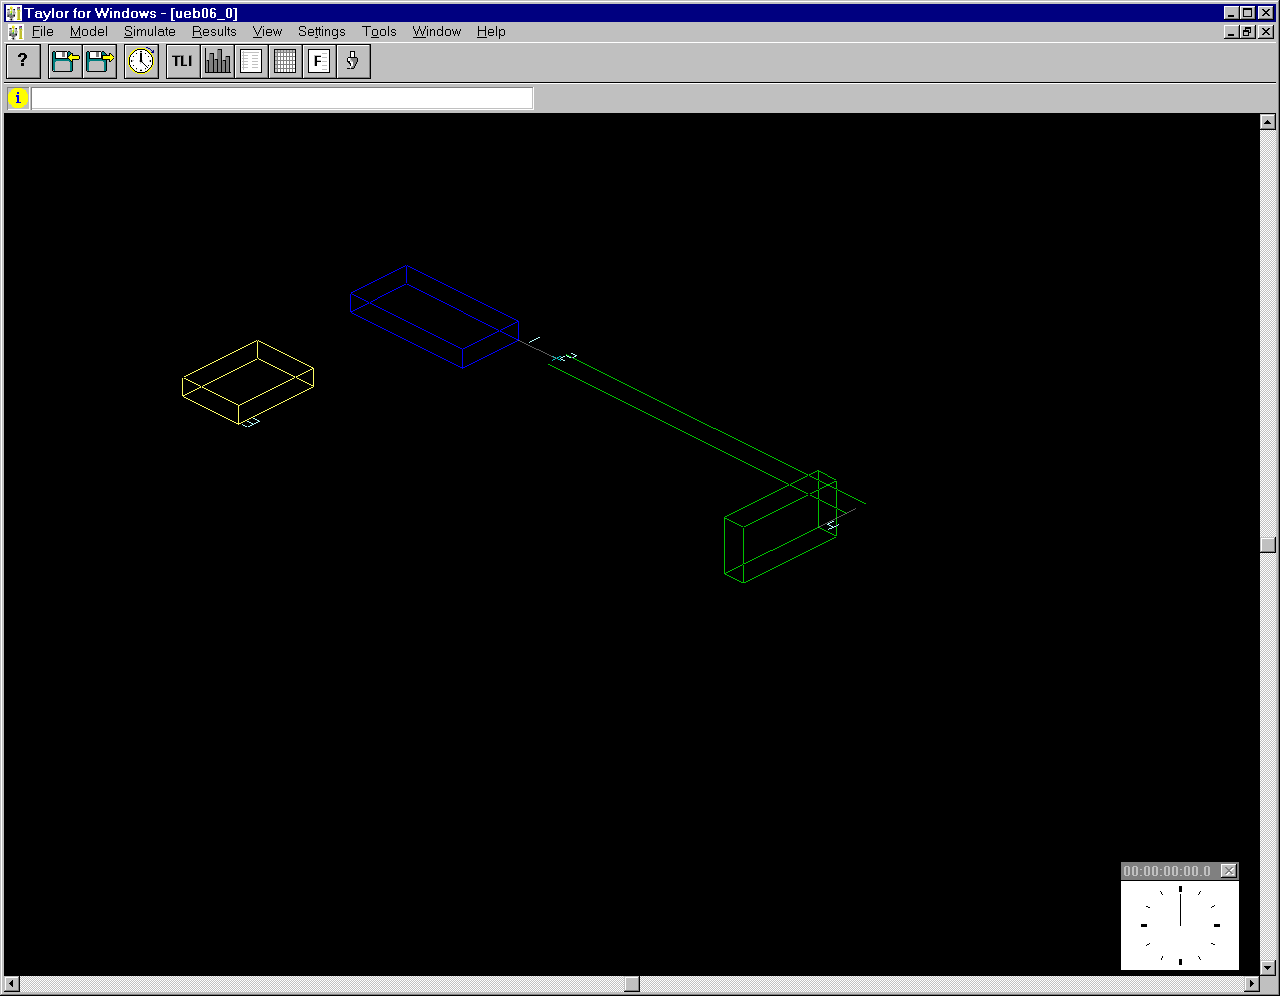 Taylor for Windows - [ueb06_0]
File Model Simulate Results View Settings Tools Window Help
? TLI F
i
00:00:00:00.0